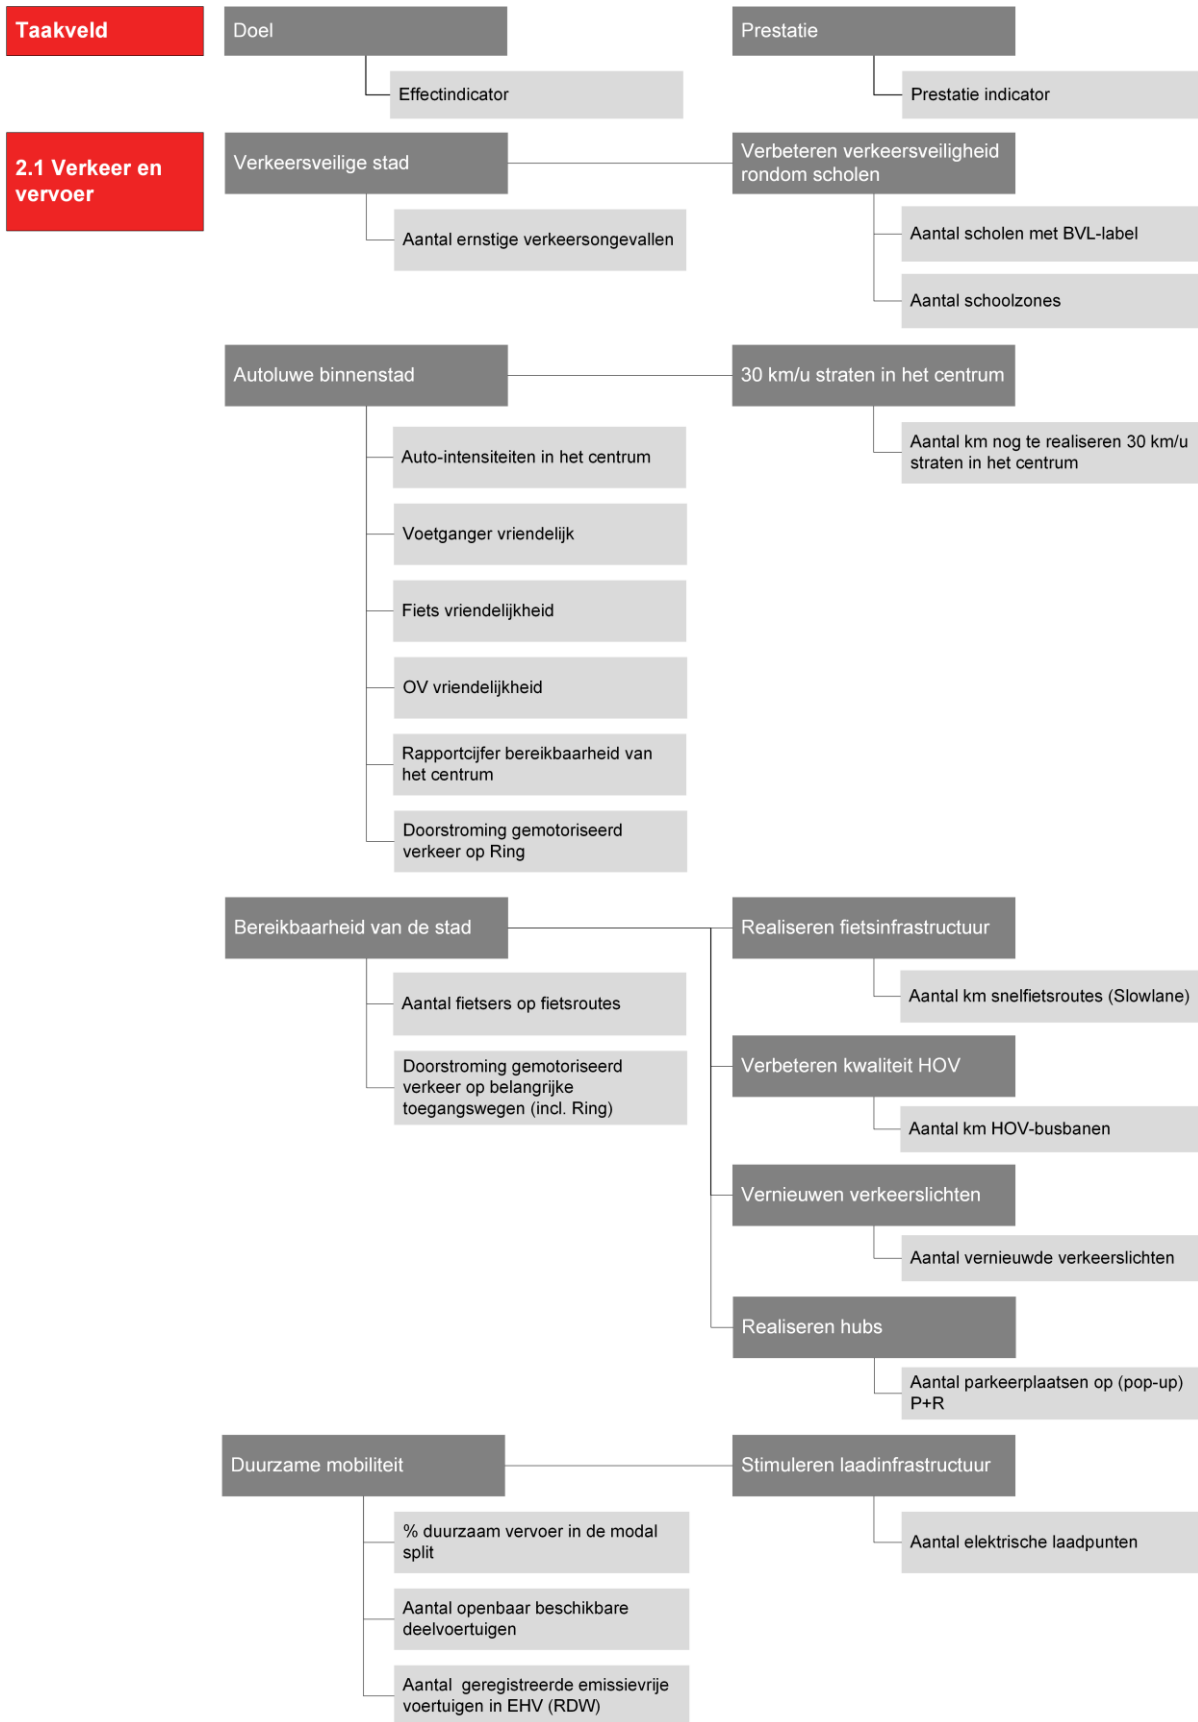 Taakveld
Doel
Prestatie
Effectindicator
Prestatie indicator
2.1 Verkeer en
vervoer
Verkeersveilige stad
Verbeteren verkeersveiligheid
rondom scholen
Aantal ernstige verkeersongevallen
Aantal scholen met BVL-label
Aantal schoolzones
Autoluwe binnenstad
30 km/u straten in het centrum
Auto-intensiteiten in het centrum
Aantal km nog te realiseren 30 km/u
straten in het centrum
Voetganger vriendelijk
Fiets vriendelijkheid
OV vriendelijkheid
Rapportcijfer bereikbaarheid van
het centrum
Doorstroming gemotoriseerd
verkeer op Ring
Bereikbaarheid van de stad
Realiseren fietsinfrastructuur
Aantal fietsers op fietsroutes
Aantal km snelfietsroutes (Slowlane)
Doorstroming gemotoriseerd
verkeer op belangrijke
toegangswegen (incl. Ring)
Verbeteren kwaliteit HOV
Aantal km HOV-busbanen
Vernieuwen verkeerslichten
Aantal vernieuwde verkeerslichten
Realiseren hubs
Aantal parkeerplaatsen op (pop-up)
P+R
Duurzame mobiliteit
Stimuleren laadinfrastructuur
% duurzaam vervoer in de modal
split
Aantal elektrische laadpunten
Aantal openbaar beschikbare
deelvoertuigen
Aantal  geregistreerde emissievrije
voertuigen in EHV (RDW)